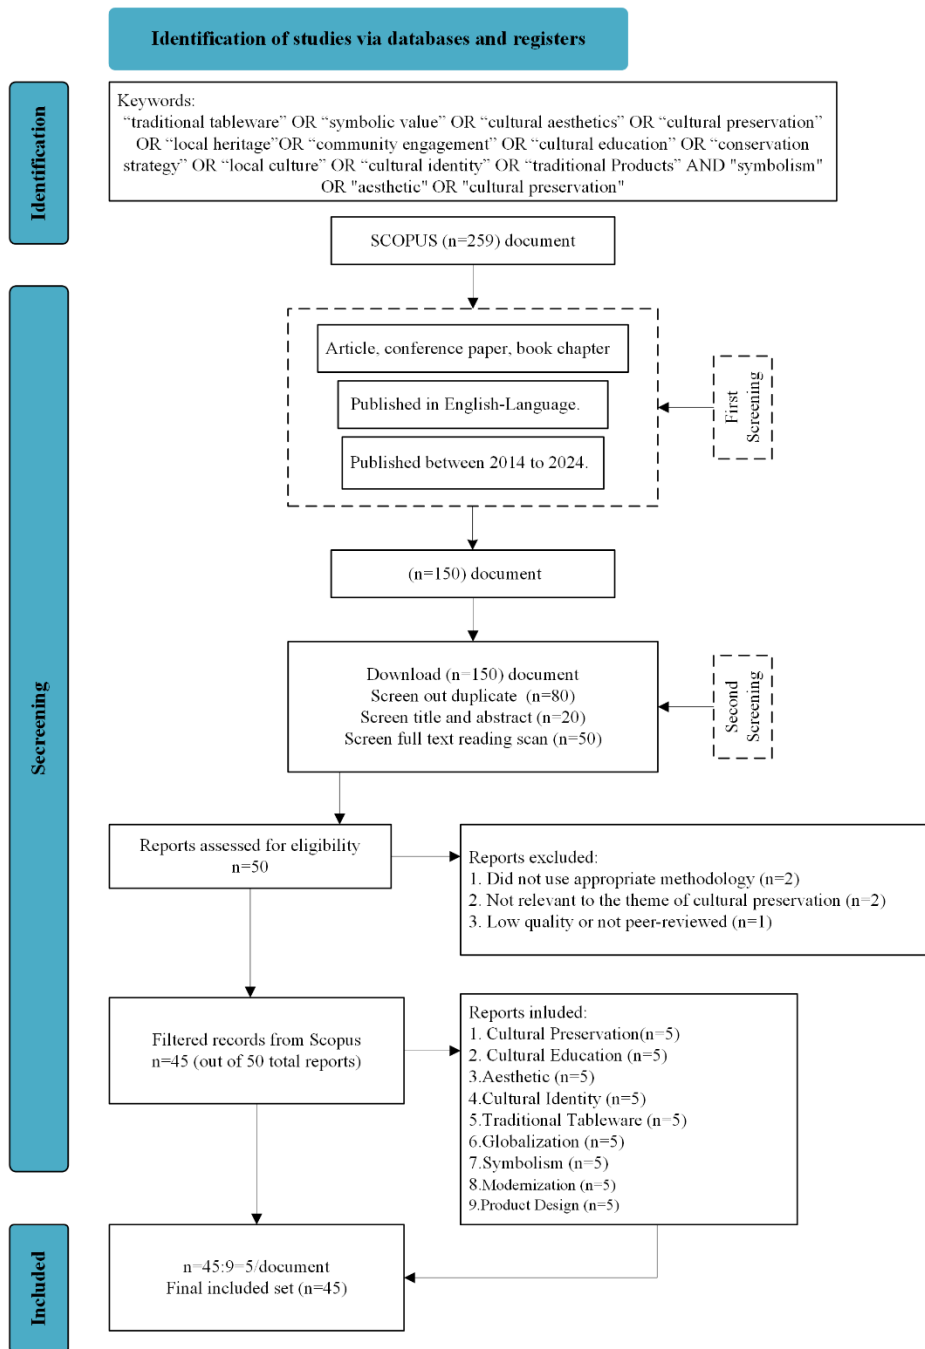 Identification of studies via databases and registers
Identification
Keywords:
“traditional tableware” OR “symbolic value” OR “cultural aesthetics” OR “cultural preservation”
OR “local heritage”OR “community engagement” OR “cultural education” OR “conservation
strategy” OR “local culture” OR “cultural identity” OR “traditional Products” AND "symbolism"
OR "aesthetic" OR "cultural preservation"
SCOPUS (n=259) document
Secreening
Article, conference paper, book chapter
Published in English-Language.
Published between 2014 to 2024.
First
Screening
(n=150) document
Download (n=150) document
Screen out duplicate (n=80)
Screen title and abstract (n=20)
Screen full text reading scan (n=50)
Second
Screening
Reports assessed for eligibility
n=50
Reports excluded:
1. Did not use appropriate methodology (n=2)
2. Not relevant to the theme of cultural preservation (n=2)
3. Low quality or not peer-reviewed (n=1)
Filtered records from Scopus
n=45 (out of 50 total reports)
Reports inluded:
1. Cultural Preservation(n=5)
2. Cultural Education (n=5)
3.Aesthetic (n=5)
4.Cultural Identity (n=5)
5.Traditional Tableware (n=5)
6.Globalization (n=5)
7.Symbolism (n=5)
8.Modernization (n=5)
9.Product Design (n=5)
Included
n=45:9=5/document
Final included set (n=45)